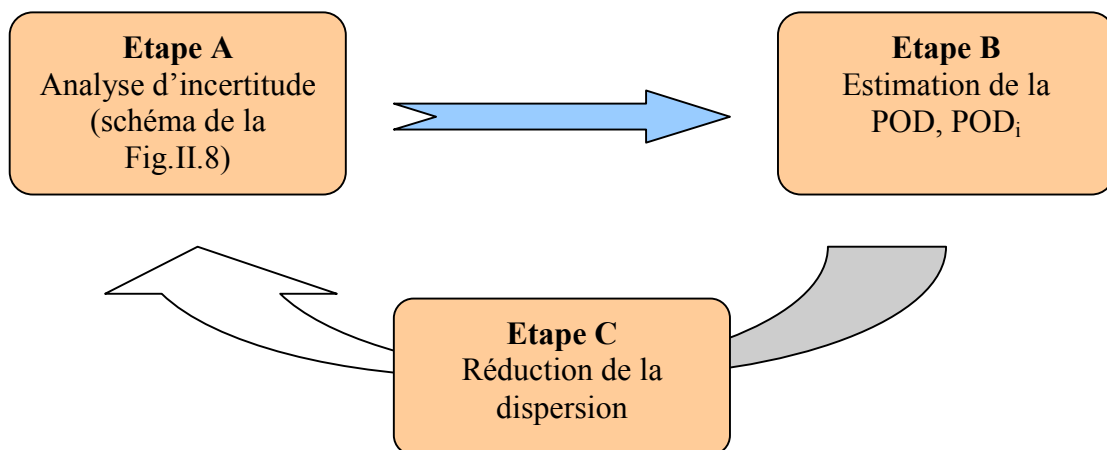 Etape A
Analyse d'incertitude
(schéma de la
Fig.II.8)
Etape B
Estimation de la
POD, PODᵢ
Etape C
Réduction de la
dispersion